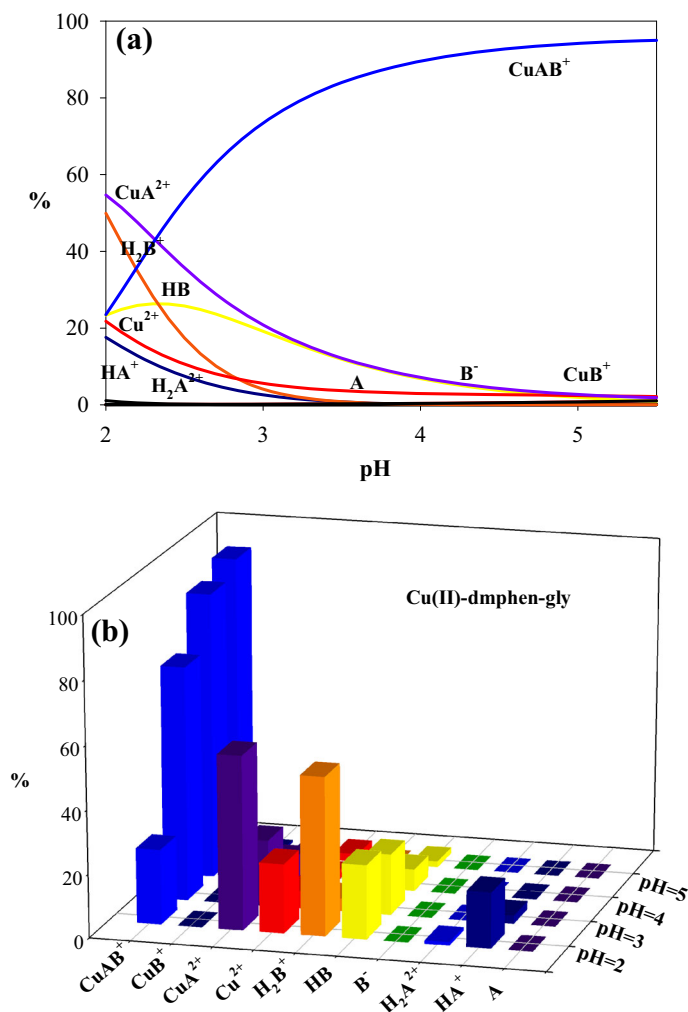 100
(a)
CuAB⁺
80
60
CuA²⁺
%
40
H₂B⁺
HB
20
Cu²⁺
HA⁺
H₂A²⁺
A
B⁻
CuB⁺
0
2
3
4
5
pH
100
(b)
Cu(II)-dmphen-gly
80
60
%
40
20
0
pH=5
pH=4
pH=3
pH=2
CuAB⁺
CuB⁺
CuA²⁺
Cu²⁺
H₂B⁺
HB
B⁻
H₂A²⁺
HA⁺
A